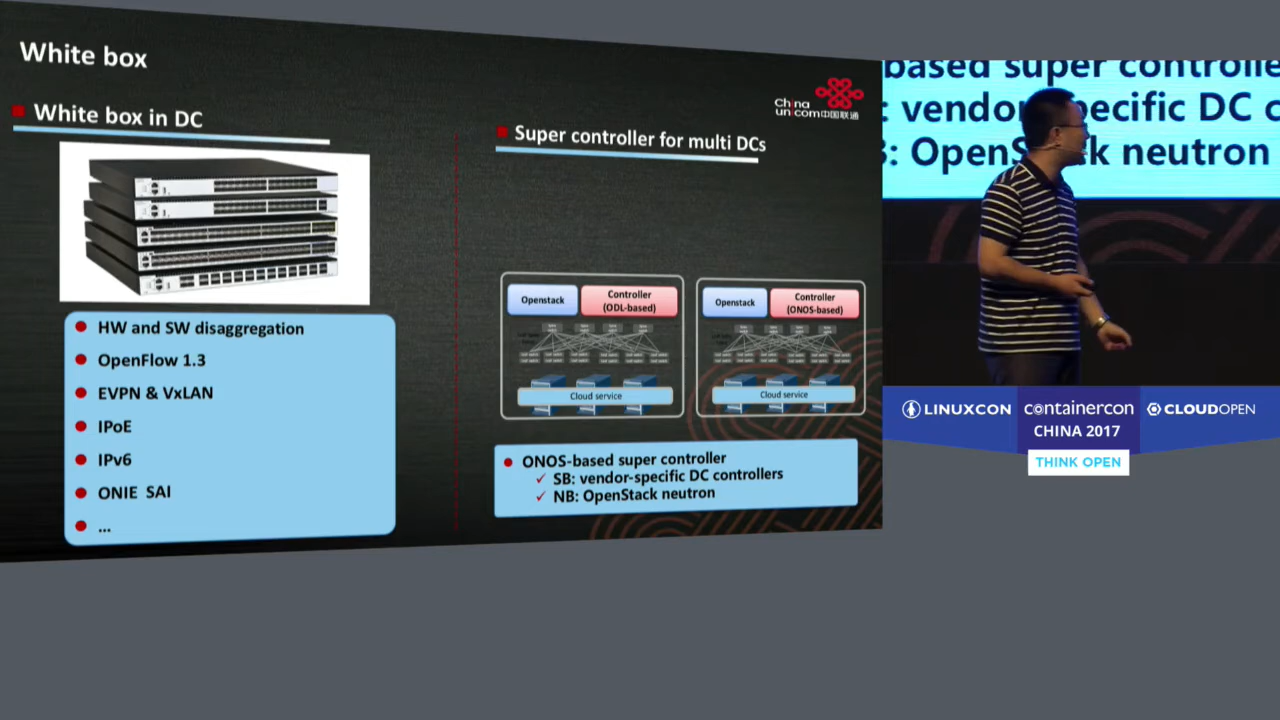 White box
White box in DC
China
unicom中国联通
Super controller for multi DCs
HW and SW disaggregation
OpenFlow 1.3
EVPN & VxLAN
IPoE
IPv6
ONIE SAI
...
Openstack
Controller
(ODL-based)
Cloud service
Openstack
Controller
(ONOS-based)
Cloud service
ONOS-based super controller
SB: vendor-specific DC controllers
NB: OpenStack neutron
based super controlle
: vendor pecific DC c
: OpenS k neutron
LINUXCON
containercon
CLOUDOPEN
CHINA 2017
THINK OPEN